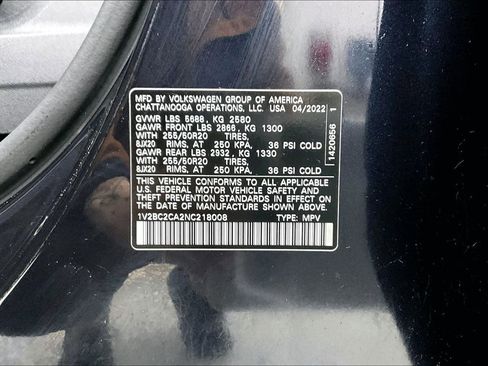 MFD. BY VOLKSWAGEN GROUP OF AMERICA
CHATTANOOGA OPERATIONS, LLC. USA 04/2022
GVWR LBS 5688, KG 2580
GAWR FRONT LBS 2866, KG 1300
WITH 255/50R20 TIRES,
8JX20 RIMS, AT 250 KPA, 36 PSI COLD
GAWR REAR LBS 2932, KG 1330
WITH 255/50R20 TIRES,
8JX20 RIMS, AT 250 KPA, 36 PSI COLD
THIS VEHICLE CONFORMS TO ALL APPLICABLE
U.S. FEDERAL MOTOR VEHICLE SAFETY AND
THEFT PREVENTION STANDARDS IN EFFECT ON THE
DATE OF MANUFACTURE SHOWN ABOVE.
1V2BC2CA2NC218008 TYPE: MPV
1420656 1